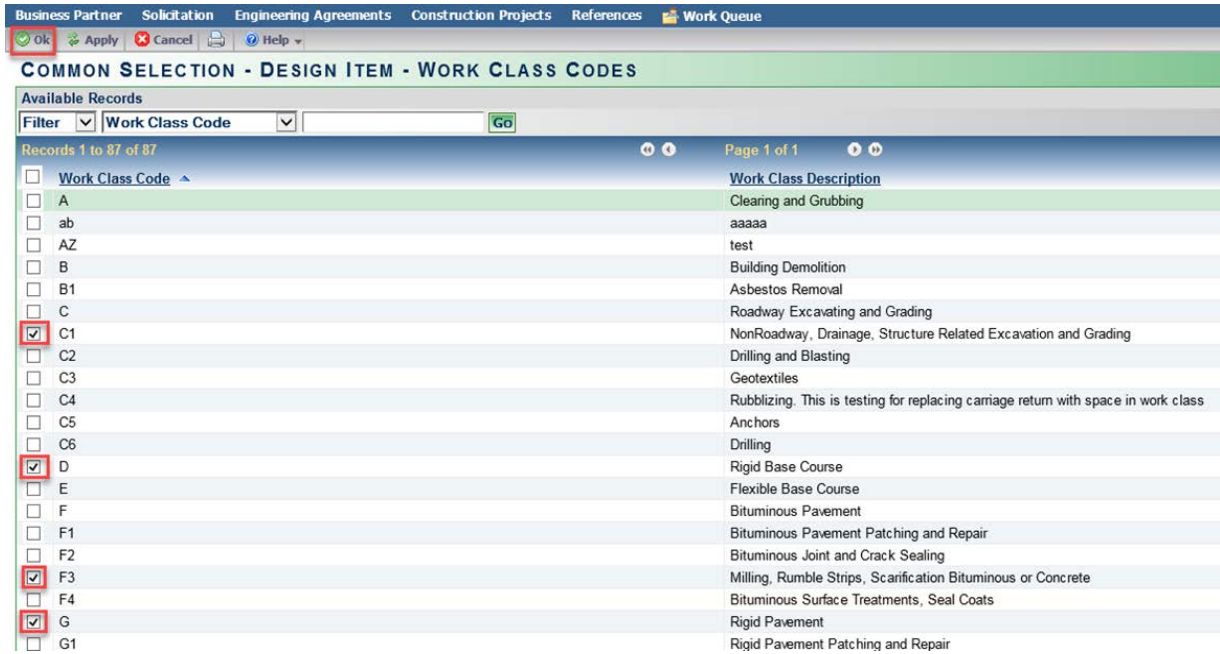 Business Partner Solicitation Engineering Agreements Construction Projects References Work Queue
Ok Apply Cancel Help
COMMON SELECTION - DESIGN ITEM - WORK CLASS CODES
Available Records
Filter Work Class Code Go
Records 1 to 87 of 87 Page 1 of 1
Work Class Code Work Class Description
A Clearing and Grubbing
ab aaaaa
AZ test
B Building Demolition
B1 Asbestos Removal
C Roadway Excavating and Grading
C1 NonRoadway, Drainage, Structure Related Excavation and Grading
C2 Drilling and Blasting
C3 Geotextiles
C4 Rubblizing. This is testing for replacing carriage return with space in work class
C5 Anchors
C6 Drilling
D Rigid Base Course
E Flexible Base Course
F Bituminous Pavement
F1 Bituminous Pavement Patching and Repair
F2 Bituminous Joint and Crack Sealing
F3 Milling, Rumble Strips, Scarification Bituminous or Concrete
F4 Bituminous Surface Treatments, Seal Coats
G Rigid Pavement
G1 Rigid Pavement Patching and Repair